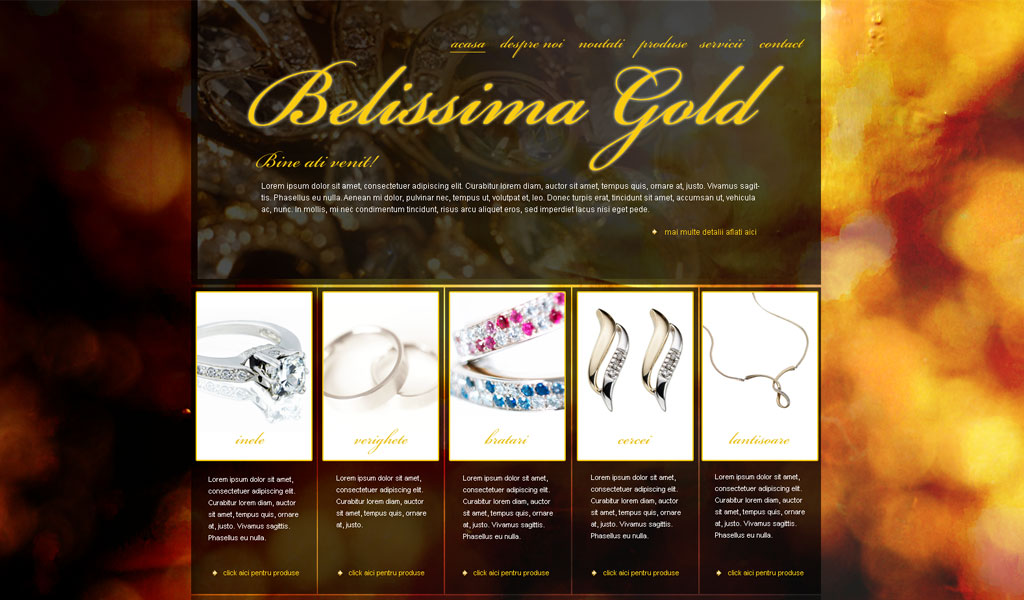 acasa despre noi noutati produse servicii contact
Belissima Gold
Bine ati venit!
Lorem ipsum dolor sit amet, consectetuer adipiscing elit. Curabitur lorem diam, auctor sit amet, tempus quis, ornare at, justo. Vivamus sagit-
tis. Phasellus eu nulla. Aenean mi dolor, pulvinar nec, tempus ut, volutpat et, leo. Donec turpis erat, tincidunt sit amet, accumsan ut, vehicula
ac, nunc. In mollis, mi nec condimentum tincidunt, risus arcu aliquet eros, sed imperdiet lacus nisi eget pede.
mai multe detalii aflati aici
inele
Lorem ipsum dolor sit amet,
consectetuer adipiscing elit.
Curabitur lorem diam, auctor
sit amet, tempus quis, ornare
at, justo. Vivamus sagittis.
Phasellus eu nulla.
click aici pentru produse
verighete
Lorem ipsum dolor sit amet,
consectetuer adipiscing elit.
Curabitur lorem diam, auctor
sit amet, tempus quis, ornare
at, justo.
click aici pentru produse
bratari
Lorem ipsum dolor sit amet,
consectetuer adipiscing elit.
Curabitur lorem diam, auctor
sit amet, tempus quis, ornare
at, justo. Vivamus sagittis.
Phasellus eu nulla.
click aici pentru produse
cercei
Lorem ipsum dolor sit amet,
consectetuer adipiscing elit.
Curabitur lorem diam, auctor
sit amet, tempus quis, ornare
at, justo. Vivamus sagittis.
Phasellus eu nulla.
click aici pentru produse
lantisoare
Lorem ipsum dolor sit amet,
consectetuer adipiscing elit.
Curabitur lorem diam, auctor
sit amet, tempus quis, ornare
at, justo. Vivamus sagittis.
Phasellus eu nulla.
click aici pentru produse